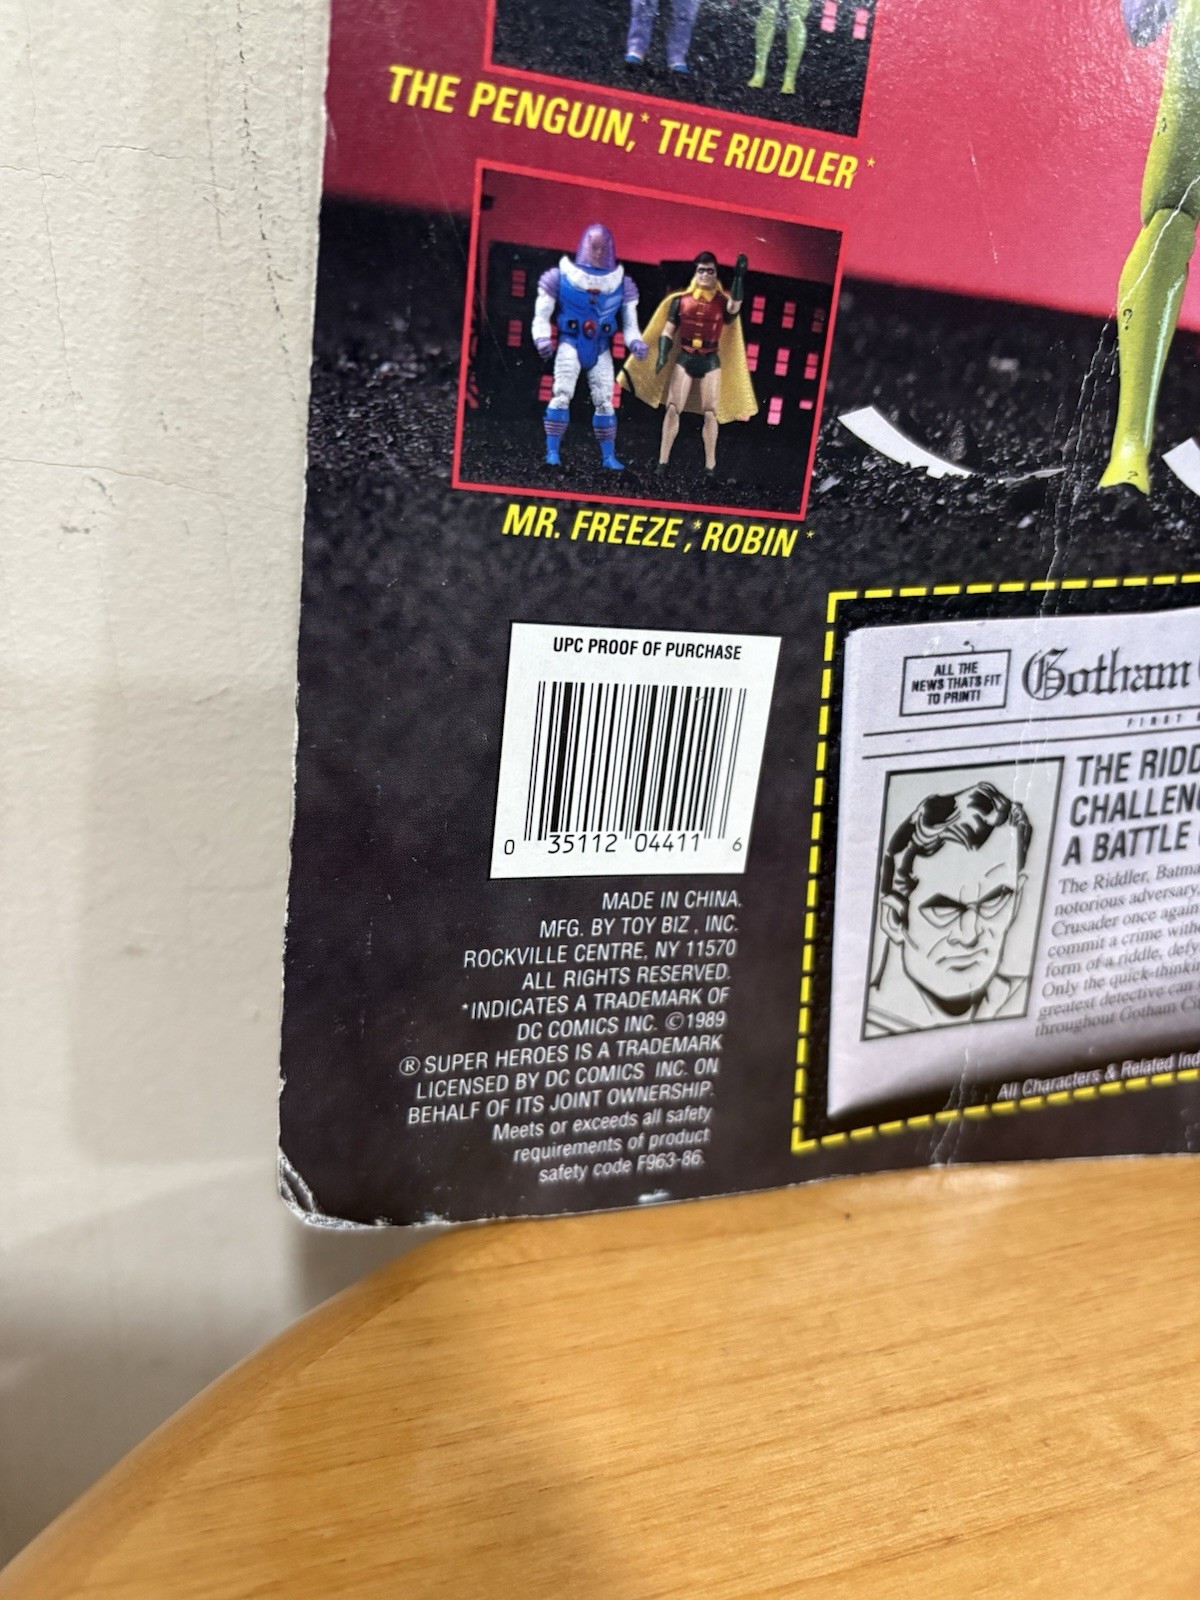 THE PENGUIN,* THE RIDDLER*
MR. FREEZE,* ROBIN*
UPC PROOF OF PURCHASE
0 35112 04411 6
MADE IN CHINA.
MFG. BY TOY BIZ, INC.
ROCKVILLE CENTRE, NY 11570
ALL RIGHTS RESERVED.
*INDICATES A TRADEMARK OF
DC COMICS INC. ©1989
® SUPER HEROES IS A TRADEMARK
LICENSED BY DC COMICS INC. ON
BEHALF OF ITS JOINT OWNERSHIP.
Meets or exceeds all safety
requirements of product
safety code F963-86.
ALL THE
NEWS THATS FIT
TO PRINT!
Gotham
FIRST
THE RIDD
CHALLEN
A BATTLE
The Riddler, Batma
notorious adversary,
Crusader once again
commit a crime witho
form of a riddle, defy
Only the quick-thinki
greatest detective can
throughout Gotham C
All Characters & Related Ind
?
?